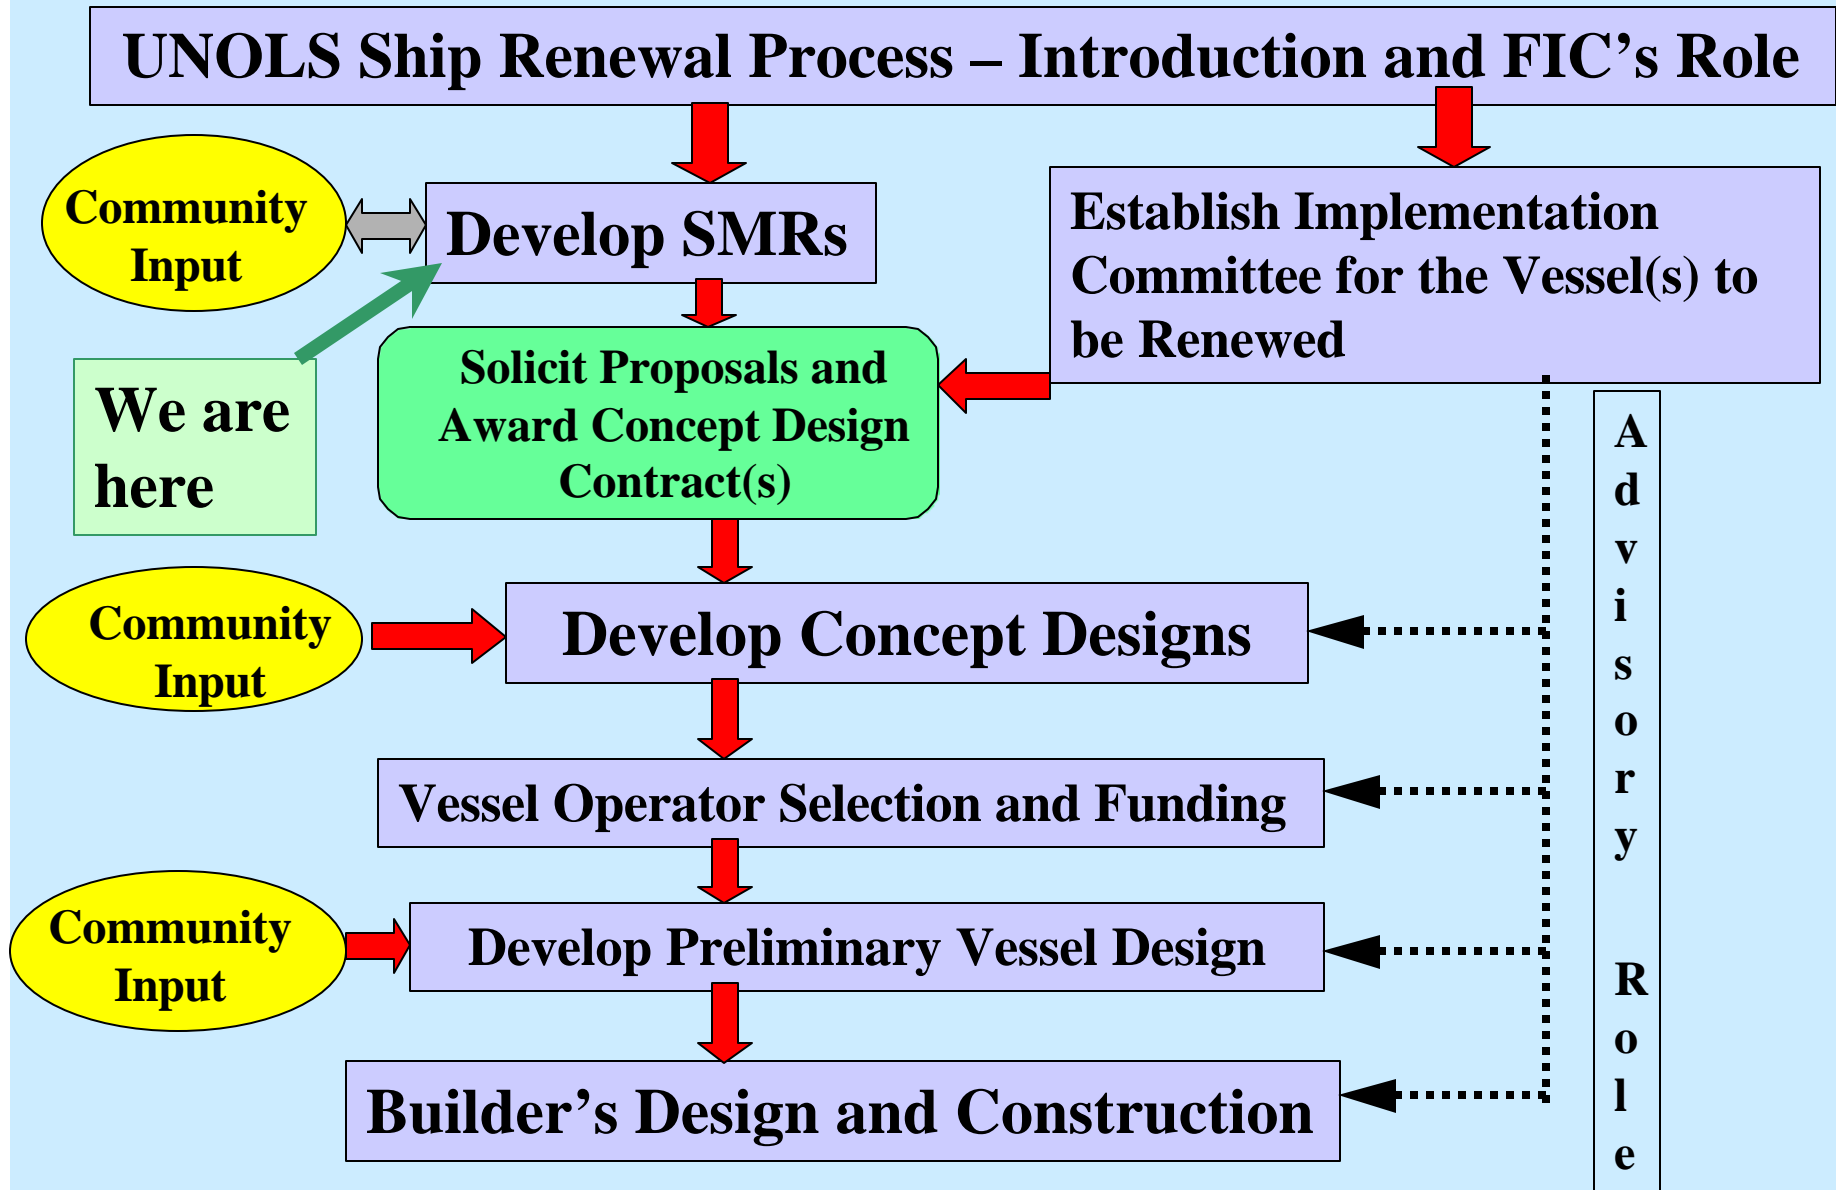 UNOLS Ship Renewal Process – Introduction and FIC’s Role
Community
Input
Develop SMRs
Establish Implementation
Committee for the Vessel(s) to
be Renewed
We are
here
Solicit Proposals and
Award Concept Design
Contract(s)
Community
Input
Develop Concept Designs
Vessel Operator Selection and Funding
Community
Input
Develop Preliminary Vessel Design
Builder’s Design and Construction
A
d
v
i
s
o
r
y
R
o
l
e